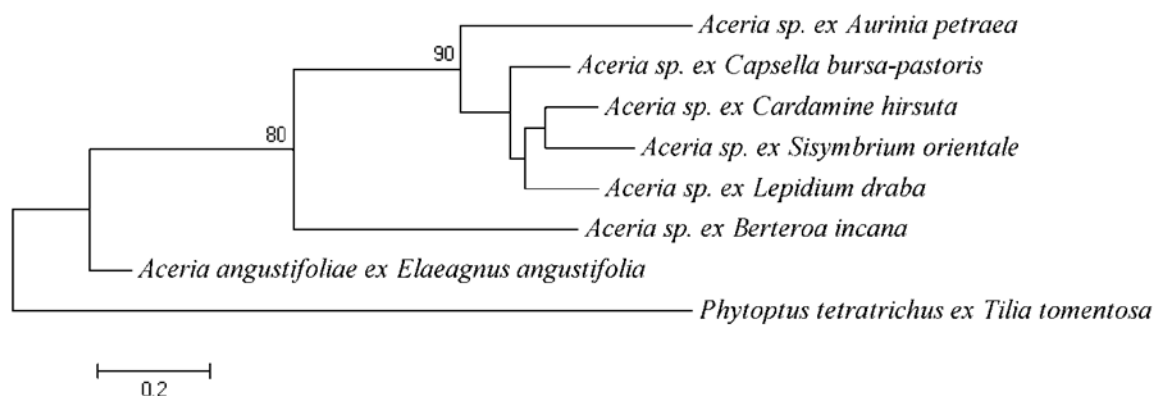 Aceria sp. ex Aurinia petraea
90
Aceria sp. ex Capsella bursa-pastoris
Aceria sp. ex Cardamine hirsuta
80
Aceria sp. ex Sisymbrium orientale
Aceria sp. ex Lepidium draba
Aceria sp. ex Berteroa incana
Aceria angustifoliae ex Elaeagnus angustifolia
Phytoptus tetratrichus ex Tilia tomentosa
0.2